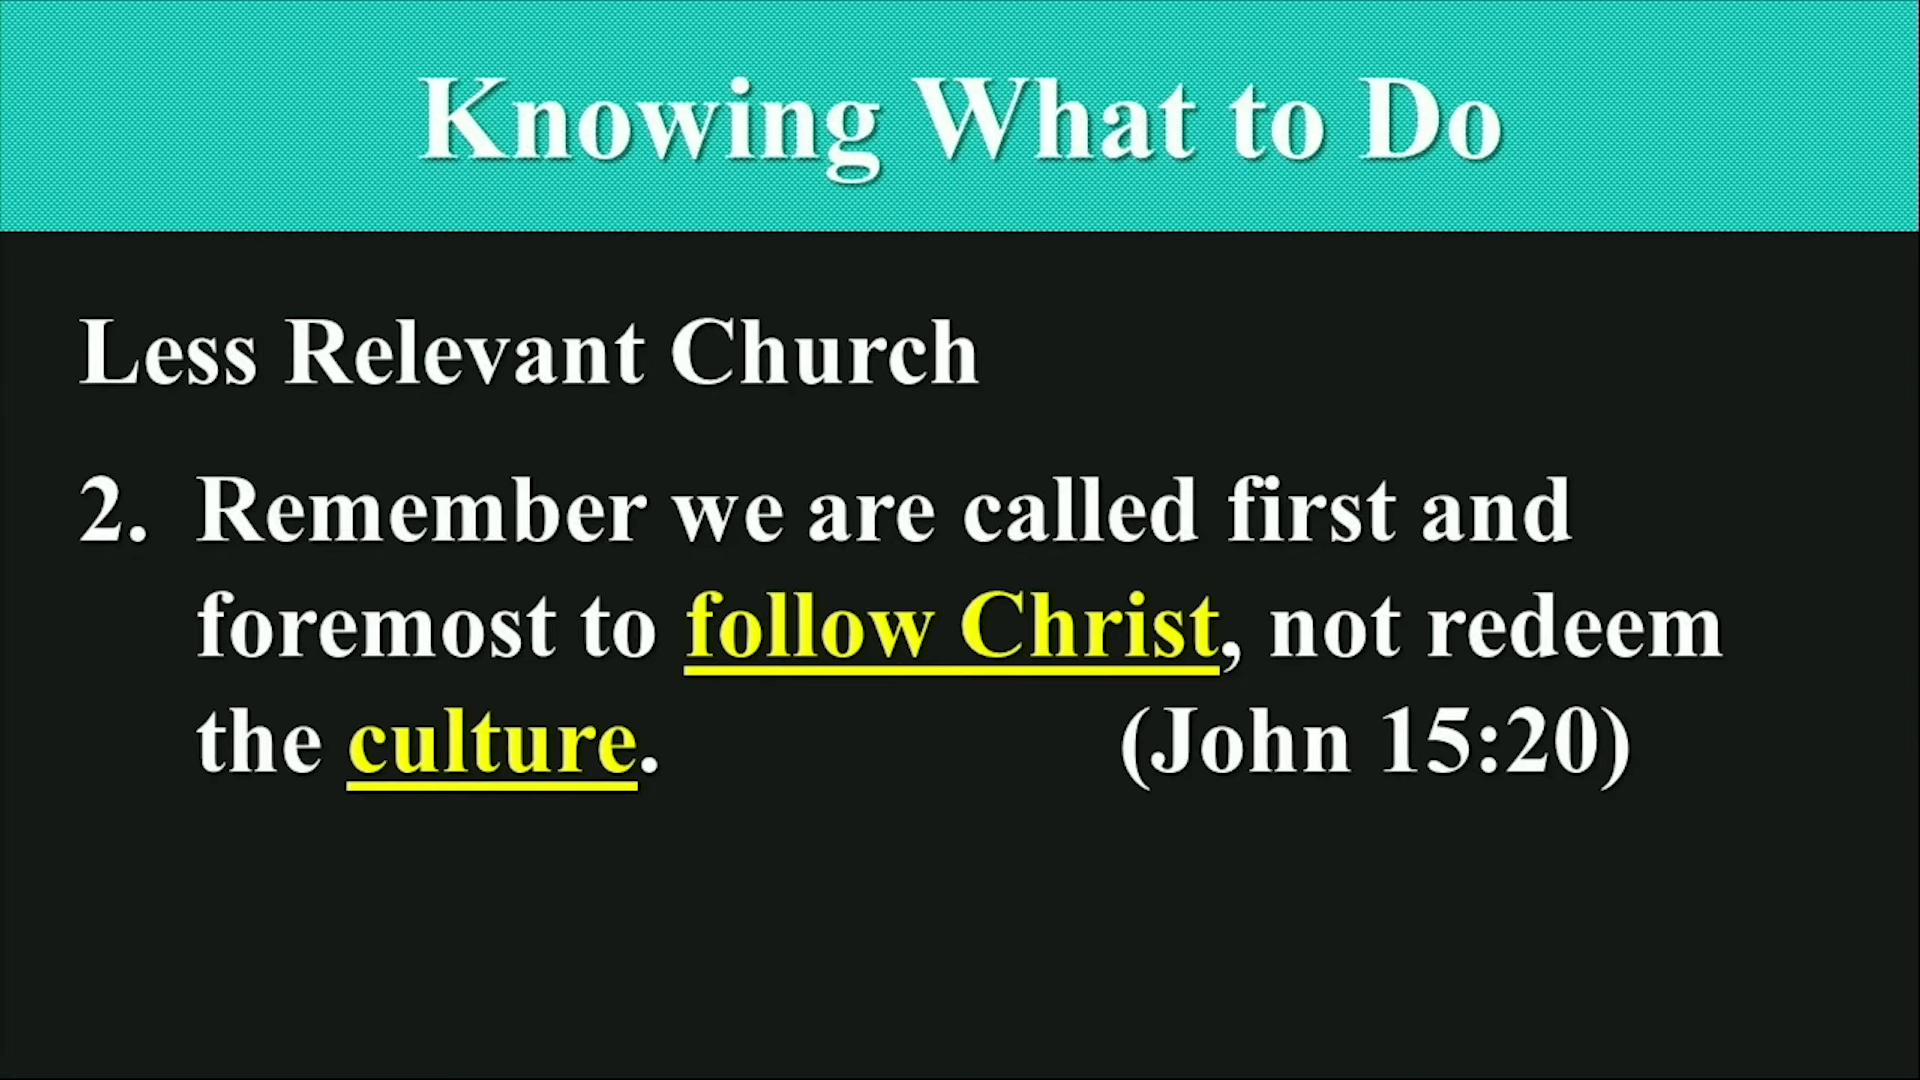 Knowing What to Do
Less Relevant Church
2. Remember we are called first and
foremost to follow Christ, not redeem
the culture. (John 15:20)